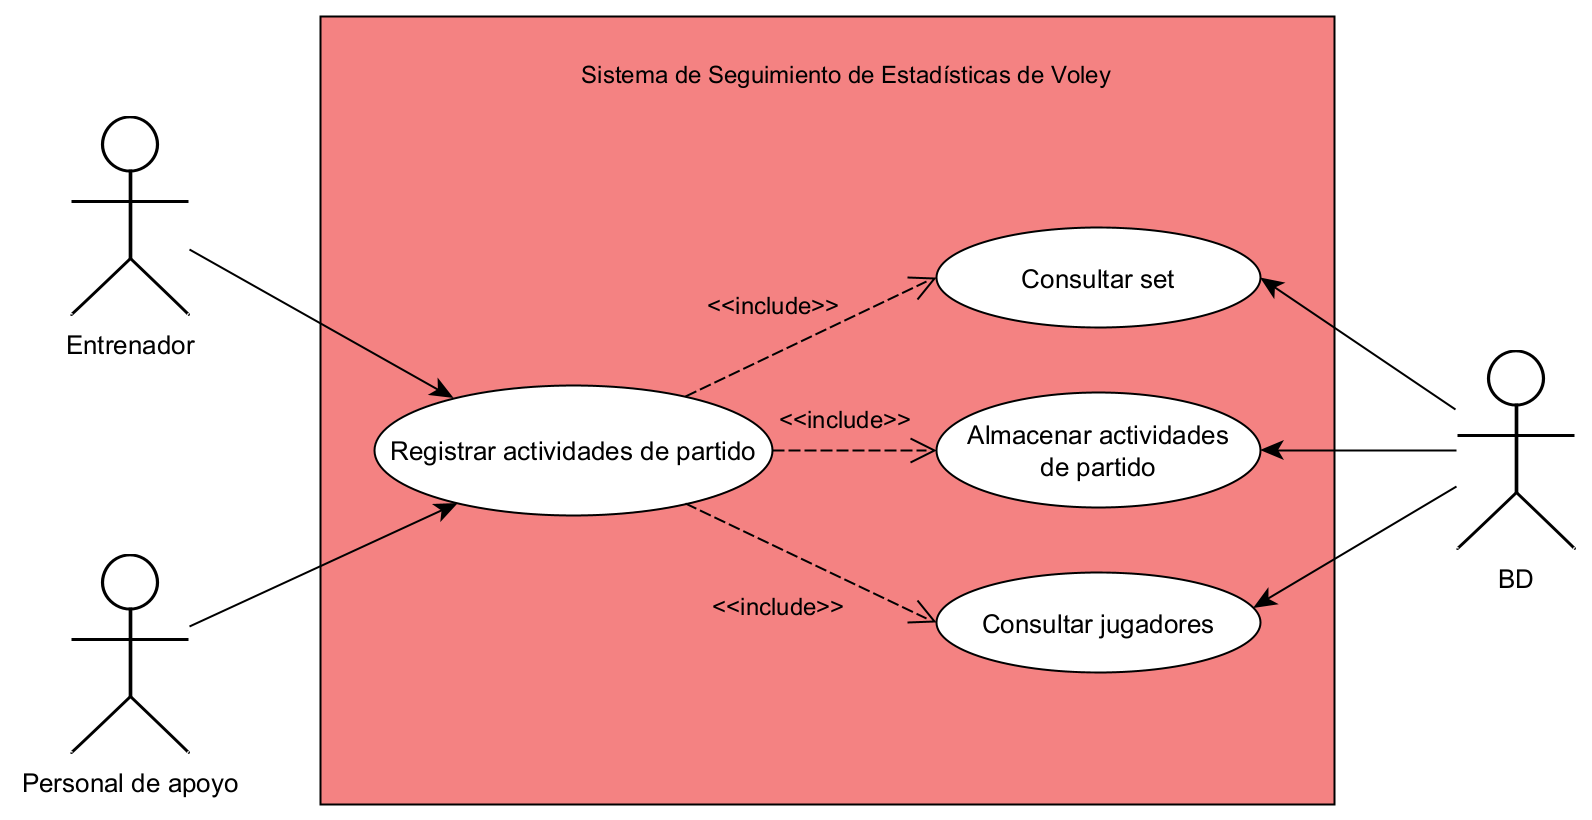 Sistema de Seguimiento de Estadísticas de Voley
Entrenador
<<include>>
Consultar set
Registrar actividades de partido
<<include>>
Almacenar actividades
de partido
BD
<<include>>
Consultar jugadores
Personal de apoyo